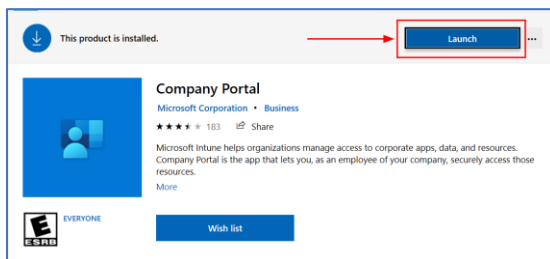 This product is installed.
Launch
...
Company Portal
Microsoft Corporation • Business
183 Share
Microsoft Intune helps organizations manage access to corporate apps, data, and resources.
Company Portal is the app that lets you, as an employee of your company, securely access those
resources.
More
E
ESRB
EVERYONE
Wish list